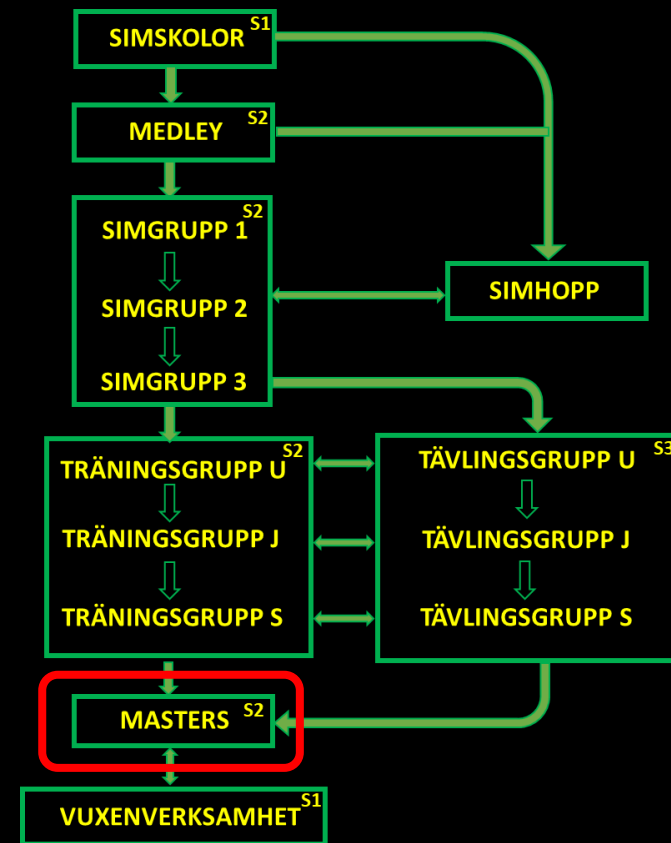 SIMSKOLOR S1
MEDLEY S2
S2
SIMGRUPP 1
SIMGRUPP 2
SIMGRUPP 3
SIMHOPP
S2
TRÄNINGSGRUPP U
TRÄNINGSGRUPP J
TRÄNINGSGRUPP S
S3
TÄVLINGSGRUPP U
TÄVLINGSGRUPP J
TÄVLINGSGRUPP S
MASTERS S2
VUXENVERKSAMHET S1